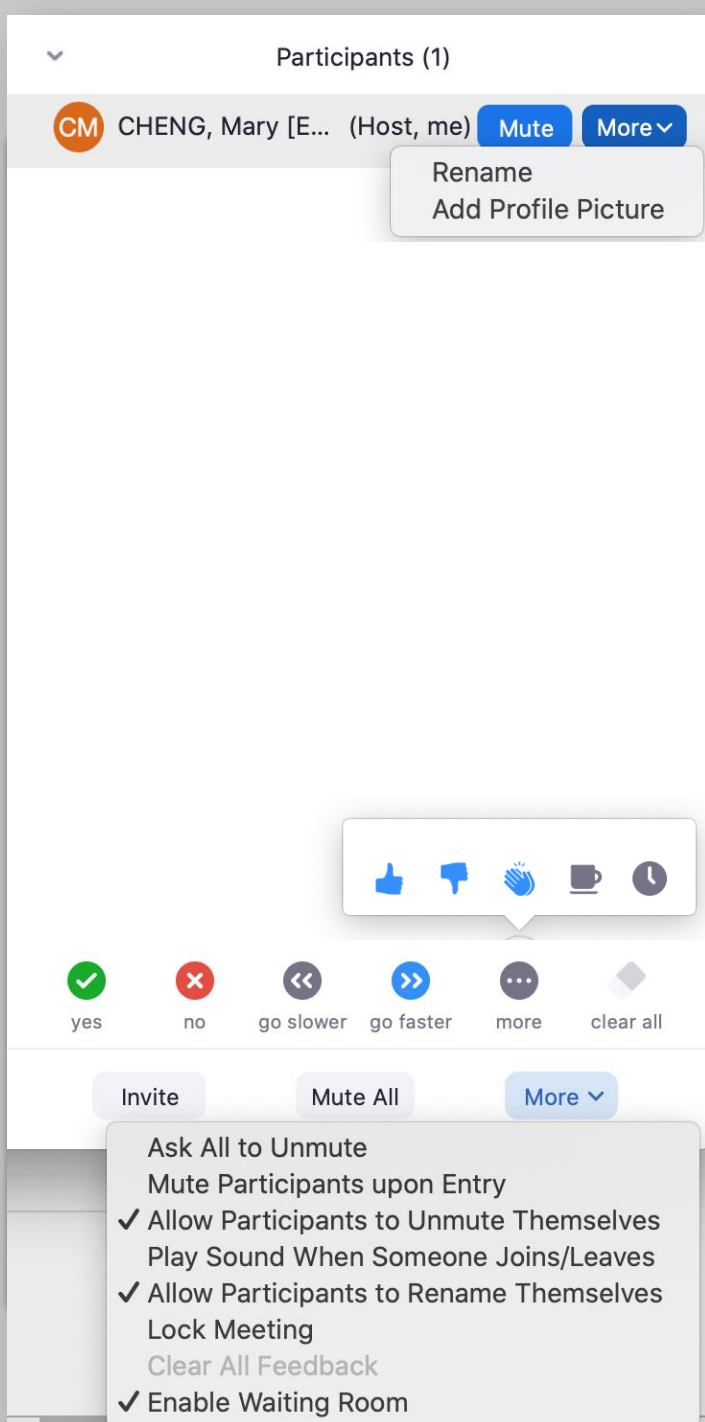 Participants (1)
CM CHENG, Mary [E... (Host, me) Mute More
Rename
Add Profile Picture
yes no go slower go faster more clear all
Invite Mute All More
Ask All to Unmute
Mute Participants upon Entry
Allow Participants to Unmute Themselves
Play Sound When Someone Joins/Leaves
Allow Participants to Rename Themselves
Lock Meeting
Clear All Feedback
Enable Waiting Room